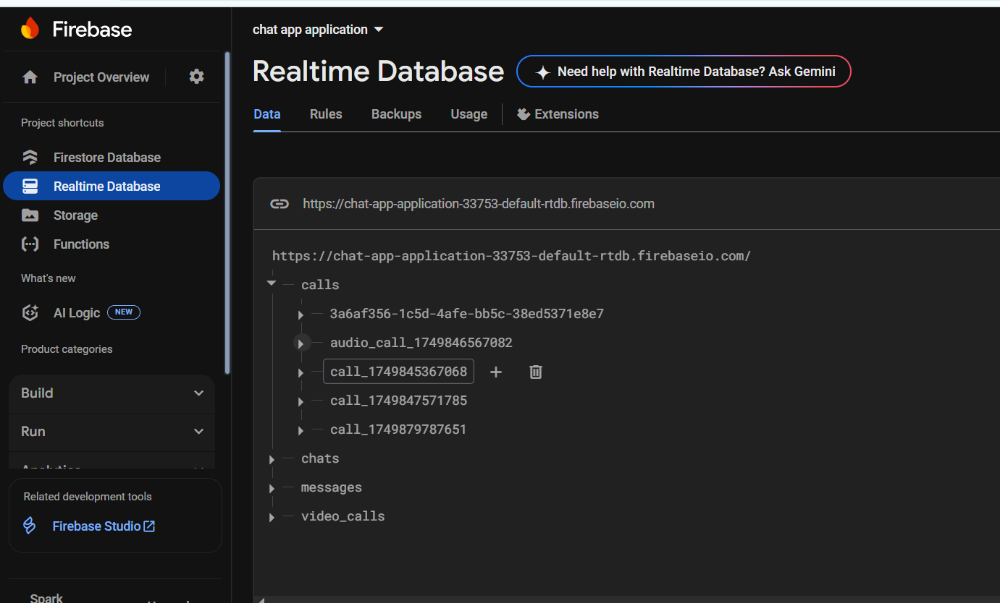 Firebase
Project Overview
Project shortcuts
Firestore Database
Realtime Database
Storage
Functions
What's new
AI Logic NEW
Product categories
Build
Run
Analytics
Related development tools
Firebase Studio
Spark
chat app application
Realtime Database
Need help with Realtime Database? Ask Gemini
Data Rules Backups Usage Extensions
https://chat-app-application-33753-default-rtdb.firebaseio.com
https://chat-app-application-33753-default-rtdb.firebaseio.com/
calls
3a6af356-1c5d-4afe-bb5c-38ed5371e8e7
audio_call_1749846567082
call_1749845367068
call_1749847571785
call_1749879787651
chats
messages
video_calls